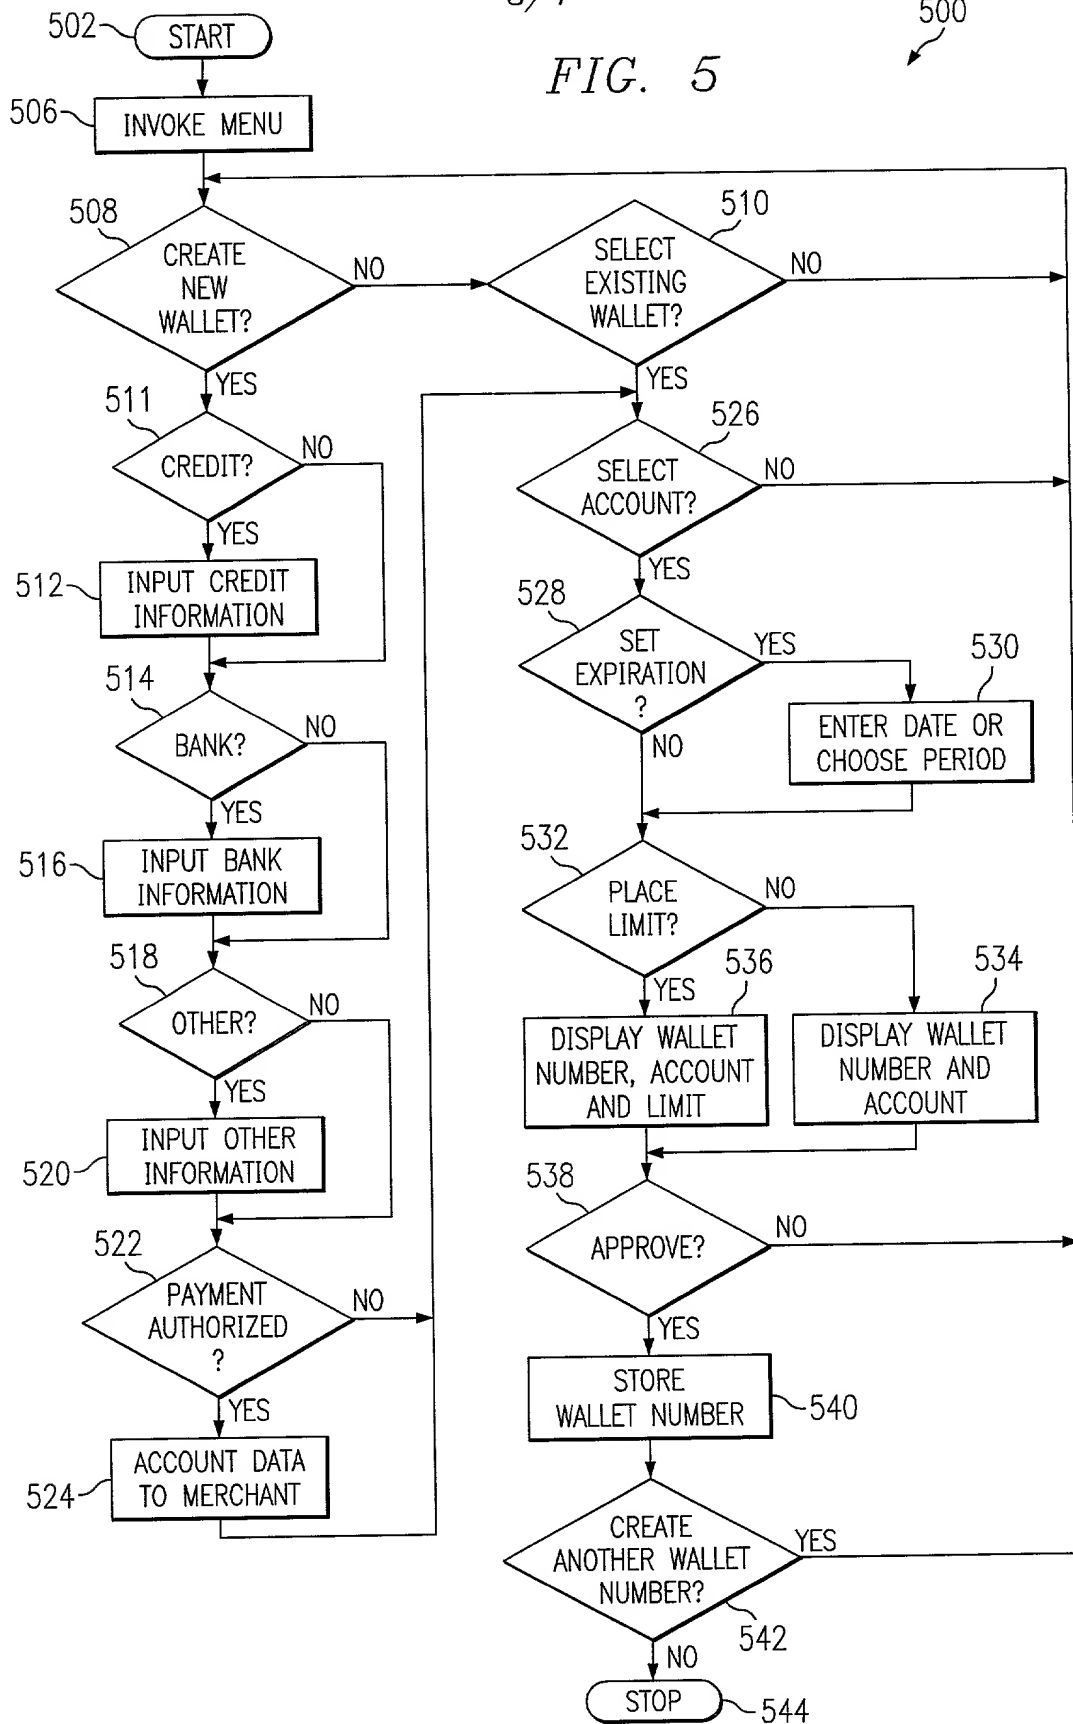 502
START
500
FIG. 5
506
INVOKE MENU
508
CREATE
NEW
WALLET?
NO
YES
510
SELECT
EXISTING
WALLET?
NO
YES
511
CREDIT?
NO
YES
512
INPUT CREDIT
INFORMATION
514
BANK?
NO
YES
516
INPUT BANK
INFORMATION
518
OTHER?
NO
YES
520
INPUT OTHER
INFORMATION
522
PAYMENT
AUTHORIZED
?
NO
YES
524
ACCOUNT DATA
TO MERCHANT
526
SELECT
ACCOUNT?
NO
YES
528
SET
EXPIRATION
?
YES
NO
530
ENTER DATE OR
CHOOSE PERIOD
532
PLACE
LIMIT?
NO
YES
536
DISPLAY WALLET
NUMBER, ACCOUNT
AND LIMIT
534
DISPLAY WALLET
NUMBER AND
ACCOUNT
538
APPROVE?
NO
YES
STORE
WALLET NUMBER
540
CREATE
ANOTHER WALLET
NUMBER?
YES
542
NO
STOP
544